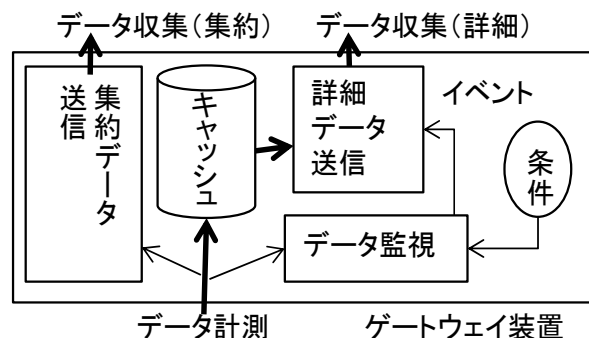 データ収集(集約)
データ収集(詳細)
集約データ
送信
キャッシュ
詳細
データ
送信
イベント
条件
データ監視
データ計測
ゲートウェイ装置